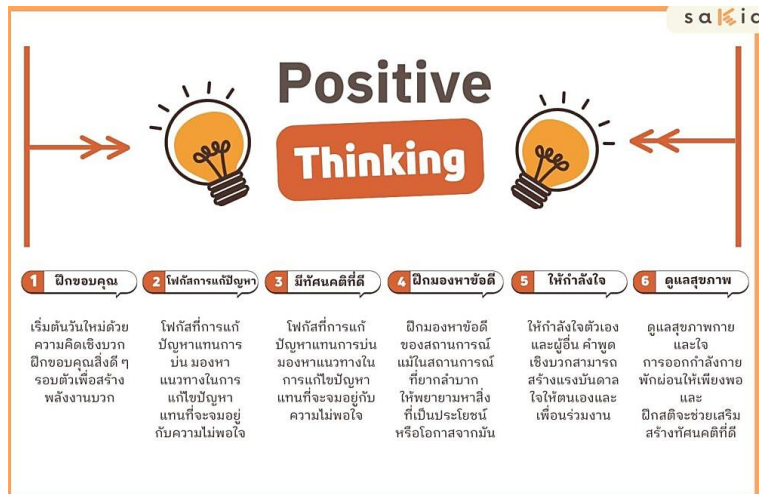 Positive
Thinking
1 ฝึกขอบคุณ
เริ่มต้นวันใหม่ด้วย
ความคิดเชิงบวก
ฝึกขอบคุณสิ่งดี ๆ
รอบตัวเพื่อสร้าง
พลังงานบวก
2 โฟกัสการแก้ปัญหา
โฟกัสที่การแก้
ปัญหาแทนการ
บ่น มองหา
แนวทางในการ
แก้ไขปัญหา
แทนที่จะจมอยู่
กับความไม่พอใจ
3 มีทัศนคติที่ดี
โฟกัสที่การแก้
ปัญหาแทนการบ่น
มองหาแนวทางใน
การแก้ไขปัญหา
แทนที่จะจมอยู่กับ
ความไม่พอใจ
4 ฝึกมองหาข้อดี
ฝึกมองหาข้อดี
ของสถานการณ์
แม้ในสถานการณ์
ที่ยากลำบาก
ให้พยายามหาสิ่ง
ที่เป็นประโยชน์
หรือโอกาสจากมัน
5 ให้กำลังใจ
ให้กำลังใจตัวเอง
และผู้อื่น คำพูด
เชิงบวกสามารถ
สร้างแรงบันดาล
ใจให้ตนเองและ
เพื่อนร่วมงาน
6 ดูแลสุขภาพ
ดูแลสุขภาพกาย
และใจ
การออกกำลังกาย
พักผ่อนให้เพียงพอ
และ
ฝึกสติจะช่วยเสริม
สร้างทัศนคติที่ดี